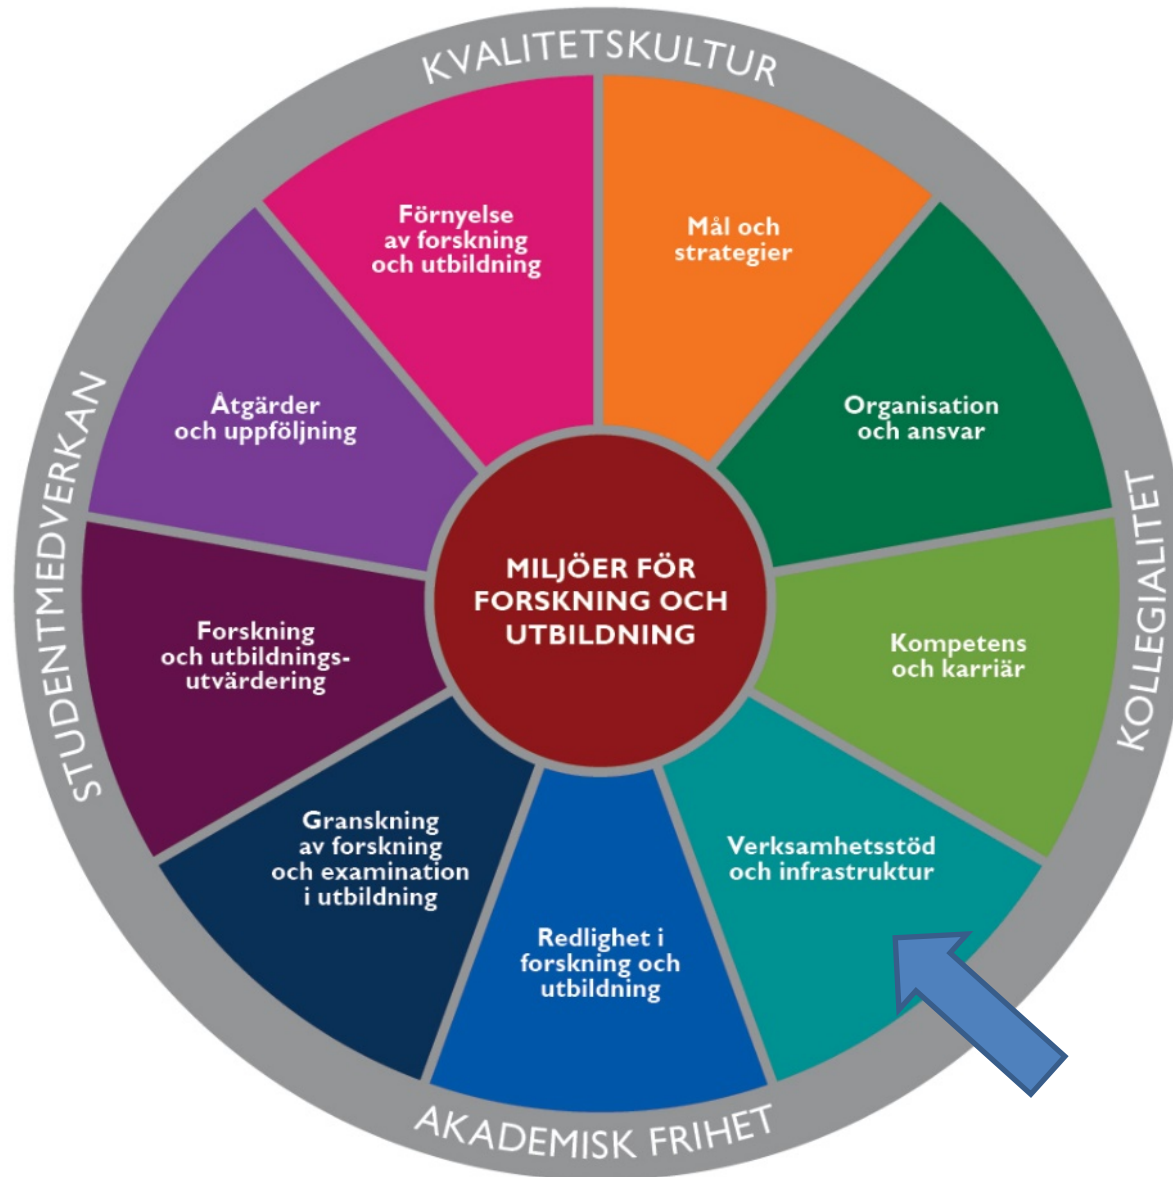 KVALITETSKULTUR
Förnyelse
av forskning
och utbildning
Mål och
strategier
Åtgärder
och uppföljning
Organisation
och ansvar
STUDENTMEDVERKAN
MILJÖER FÖR
FORSKNING OCH
UTBILDNING
KOLLEGIALITET
Forskning
och utbildnings-
utvärdering
Kompetens
och karriär
Granskning
av forskning
och examination
i utbildning
Verksamhetsstöd
och infrastruktur
Redlighet i
forskning och
utbildning
AKADEMISK FRIHET